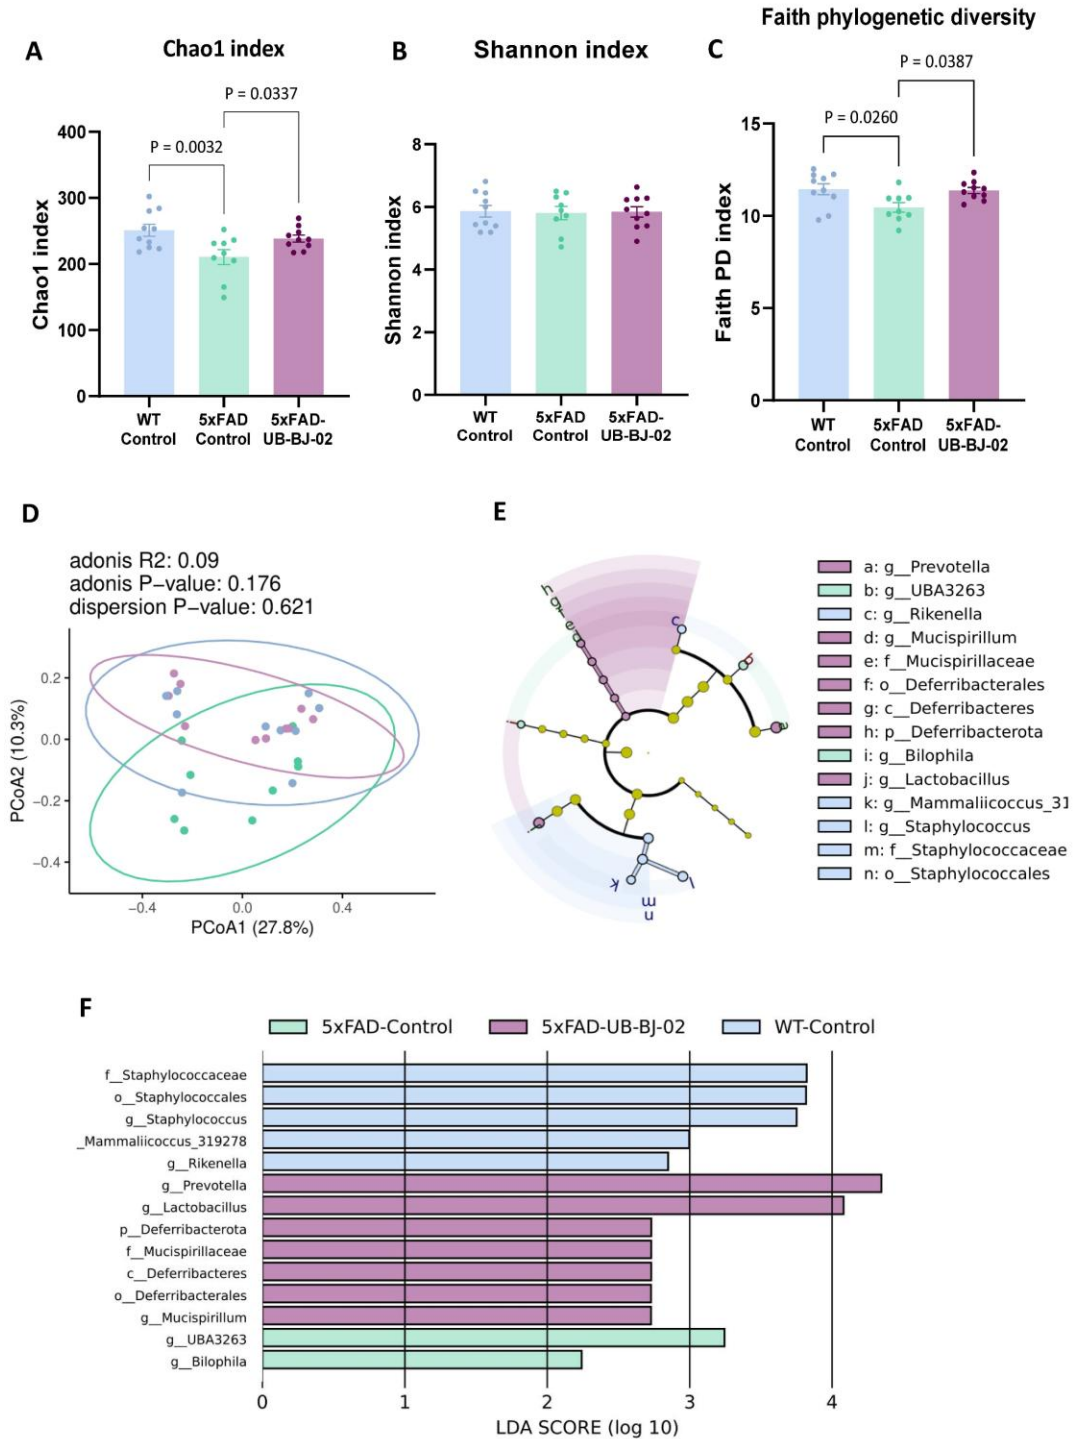 Faith phylogenetic diversity
A
Chao1 index
B
Shannon index
C
P = 0.0387
P = 0.0337
P = 0.0032
P = 0.0260
400
300
200
100
0
Chao1 index
WT
Control
5xFAD
Control
5xFAD-
UB-BJ-02
8
6
4
2
0
Shannon index
WT
Control
5xFAD
Control
5xFAD-
UB-BJ-02
15
10
5
0
Faith PD index
WT
Control
5xFAD
Control
5xFAD-
UB-BJ-02
D
adonis R2: 0.09
adonis P-value: 0.176
dispersion P-value: 0.621
0.2
0.0
-0.2
-0.4
PCoA2 (10.3%)
-0.4
0.0
0.4
PCoA1 (27.8%)
E
h
c
k
l
m
n
a: g__Prevotella
b: g__UBA3263
c: g__Rikenella
d: g__Mucispirillum
e: f__Mucispirillaceae
f: o__Deferribacterales
g: c__Deferribacteres
h: p__Deferribacterota
i: g__Bilophila
j: g__Lactobacillus
k: g__Mammaliicoccus_31
l: g__Staphylococcus
m: f__Staphylococcaceae
n: o__Staphylococcales
F
5xFAD-Control
5xFAD-UB-BJ-02
WT-Control
f__Staphylococcaceae
o__Staphylococcales
g__Staphylococcus
_Mammaliicoccus_319278
g__Rikenella
g__Prevotella
g__Lactobacillus
p__Deferribacterota
f__Mucispirillaceae
c__Deferribacteres
o__Deferribacterales
g__Mucispirillum
g__UBA3263
g__Bilophila
0
1
2
3
4
LDA SCORE (log 10)